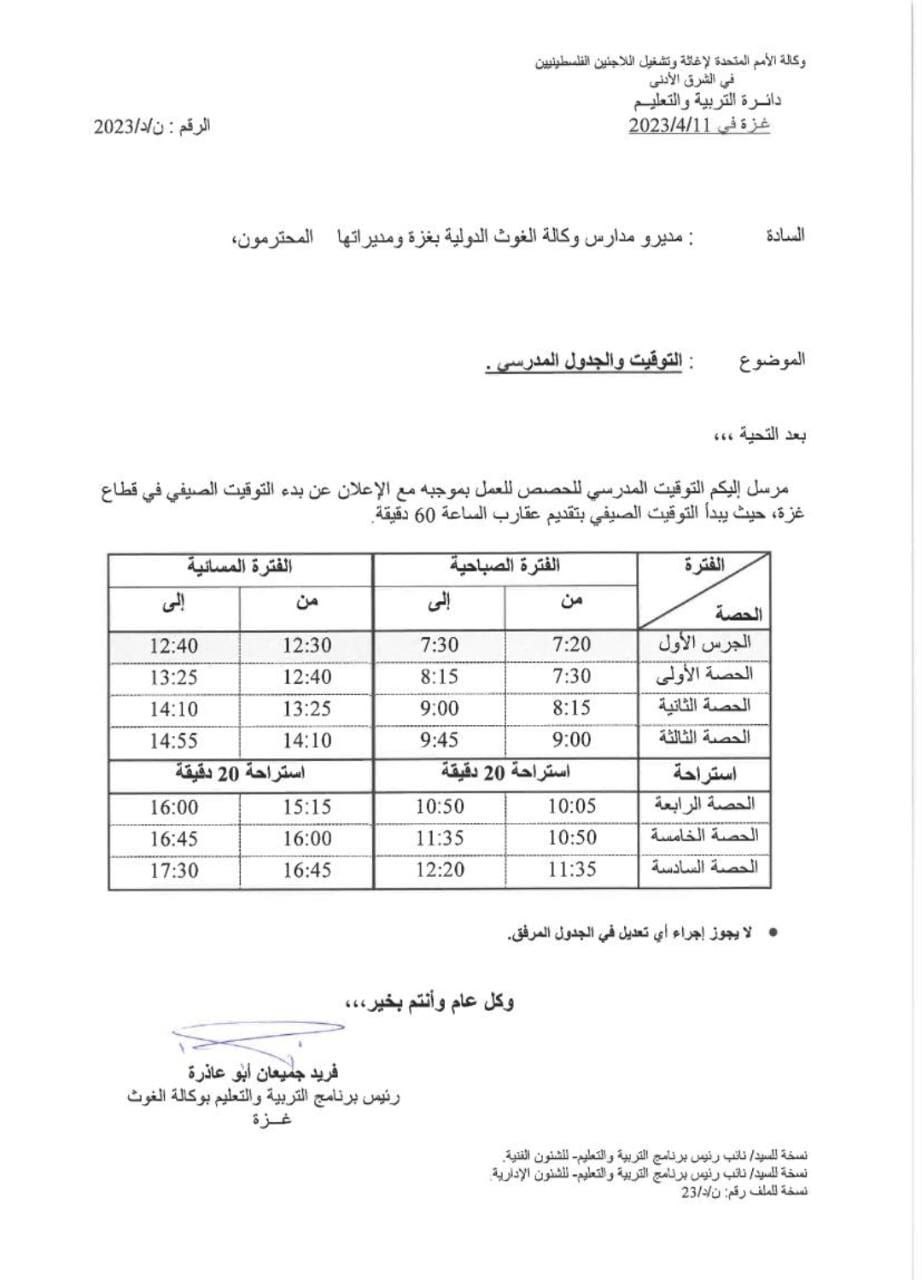 وكالة الأمم المتحدة لإغاثة وتشغيل اللاجئين الفلسطينيين
في الشرق الأدنى
دائـرة التربية والتعليـم
غزة في 2023/4/11
الرقم : ن/د/2023
السادة : مديرو مدارس وكالة الغوث الدولية بغزة ومديراتها المحترمون،
الموضوع : التوقيت والجدول المدرسي .
بعد التحية ،،،
مرسل إليكم التوقيت المدرسي للحصص للعمل بموجبه مع الإعلان عن بدء التوقيت الصيفي في قطاع
غزة، حيث يبدأ التوقيت الصيفي بتقديم عقارب الساعة 60 دقيقة.
الفترة الفترة الصباحية الفترة المسائية
الحصة من إلى من إلى
الجرس الأول 7:20 7:30 12:30 12:40
الحصة الأولى 7:30 8:15 12:40 13:25
الحصة الثانية 8:15 9:00 13:25 14:10
الحصة الثالثة 9:00 9:45 14:10 14:55
استراحة استراحة 20 دقيقة استراحة 20 دقيقة
الحصة الرابعة 10:05 10:50 15:15 16:00
الحصة الخامسة 10:50 11:35 16:00 16:45
الحصة السادسة 11:35 12:20 16:45 17:30
• لا يجوز إجراء أي تعديل في الجدول المرفق.
وكل عام وأنتم بخير،،،
فريد جميعان أبو عاذرة
رئيس برنامج التربية والتعليم بوكالة الغوث
غـــزة
نسخة للسيد/ نائب رئيس برنامج التربية والتعليم- للشئون الفنية.
نسخة للسيد/ نائب رئيس برنامج التربية والتعليم- للشئون الإدارية.
نسخة للملف رقم: ن/د/23